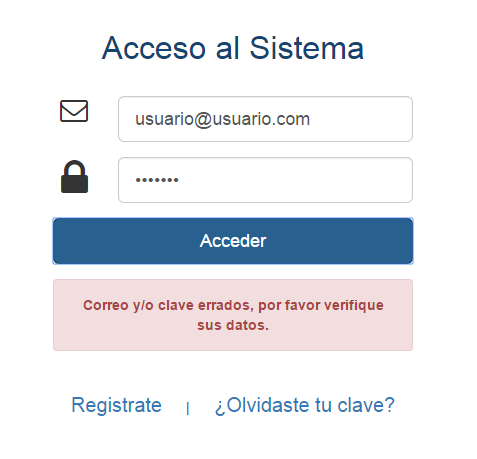 Acceso al Sistema
usuario@usuario.com
•••••••
Acceder
Correo y/o clave errados, por favor verifique
sus datos.
Registrate | ¿Olvidaste tu clave?